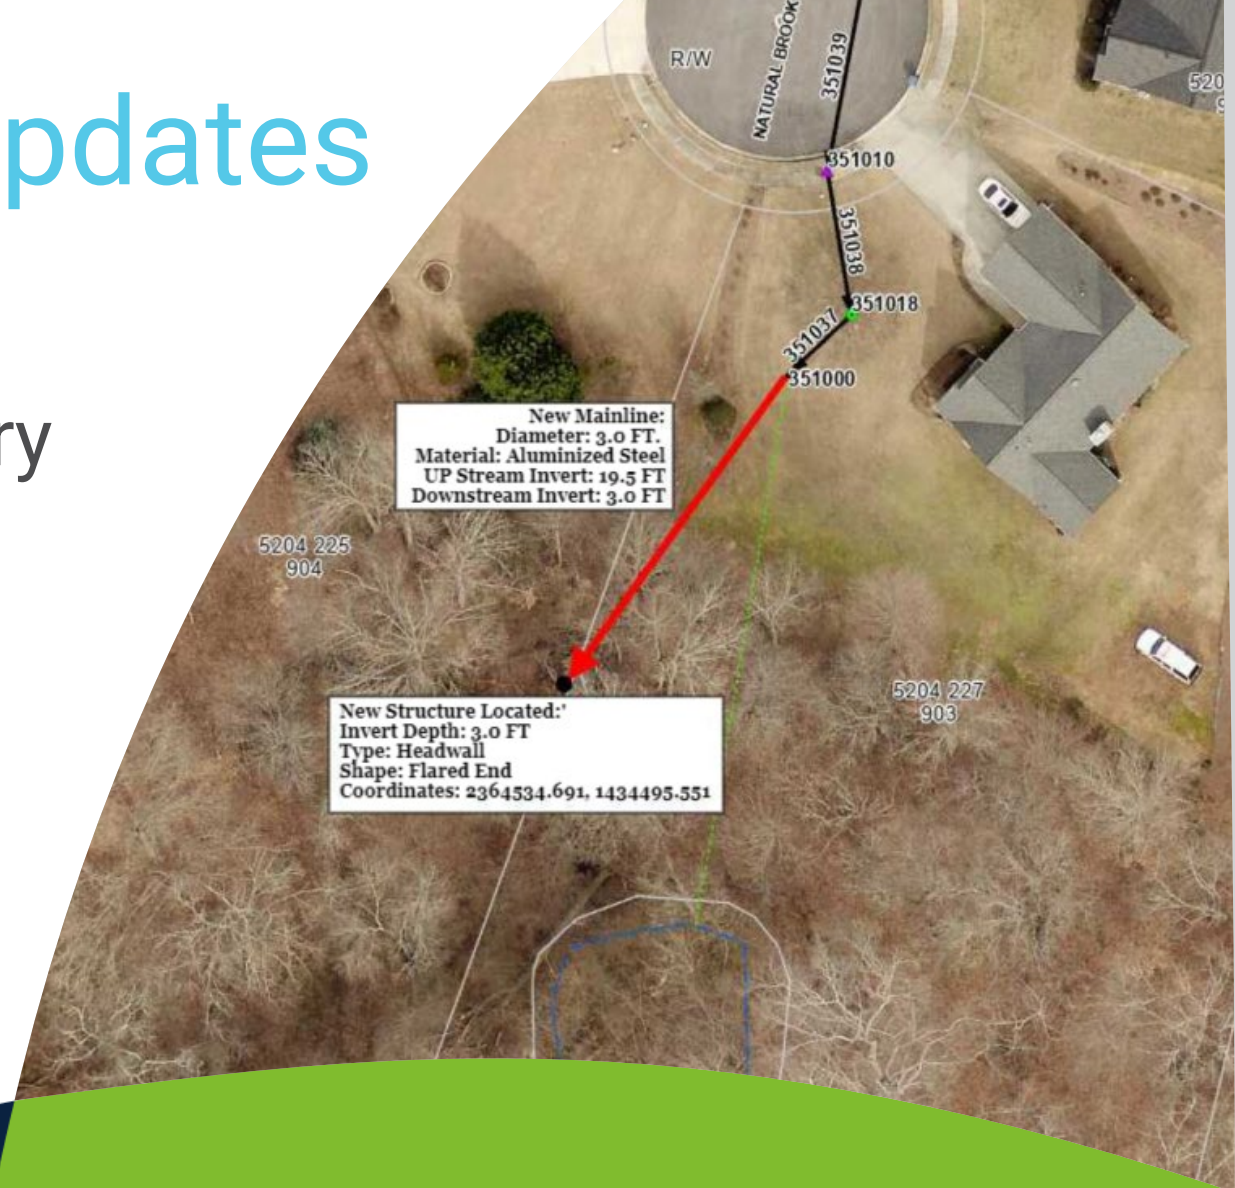 pdates
ry
R/W
NATURAL BROOK
351039
520
351010
351038
351018
351037
351000
New Mainline:
Diameter: 3.0 FT.
Material: Aluminized Steel
UP Stream Invert: 19.5 FT
Downstream Invert: 3.0 FT
5204 225
904
5204 227
903
New Structure Located:'
Invert Depth: 3.0 FT
Type: Headwall
Shape: Flared End
Coordinates: 2364534.691, 1434495.551